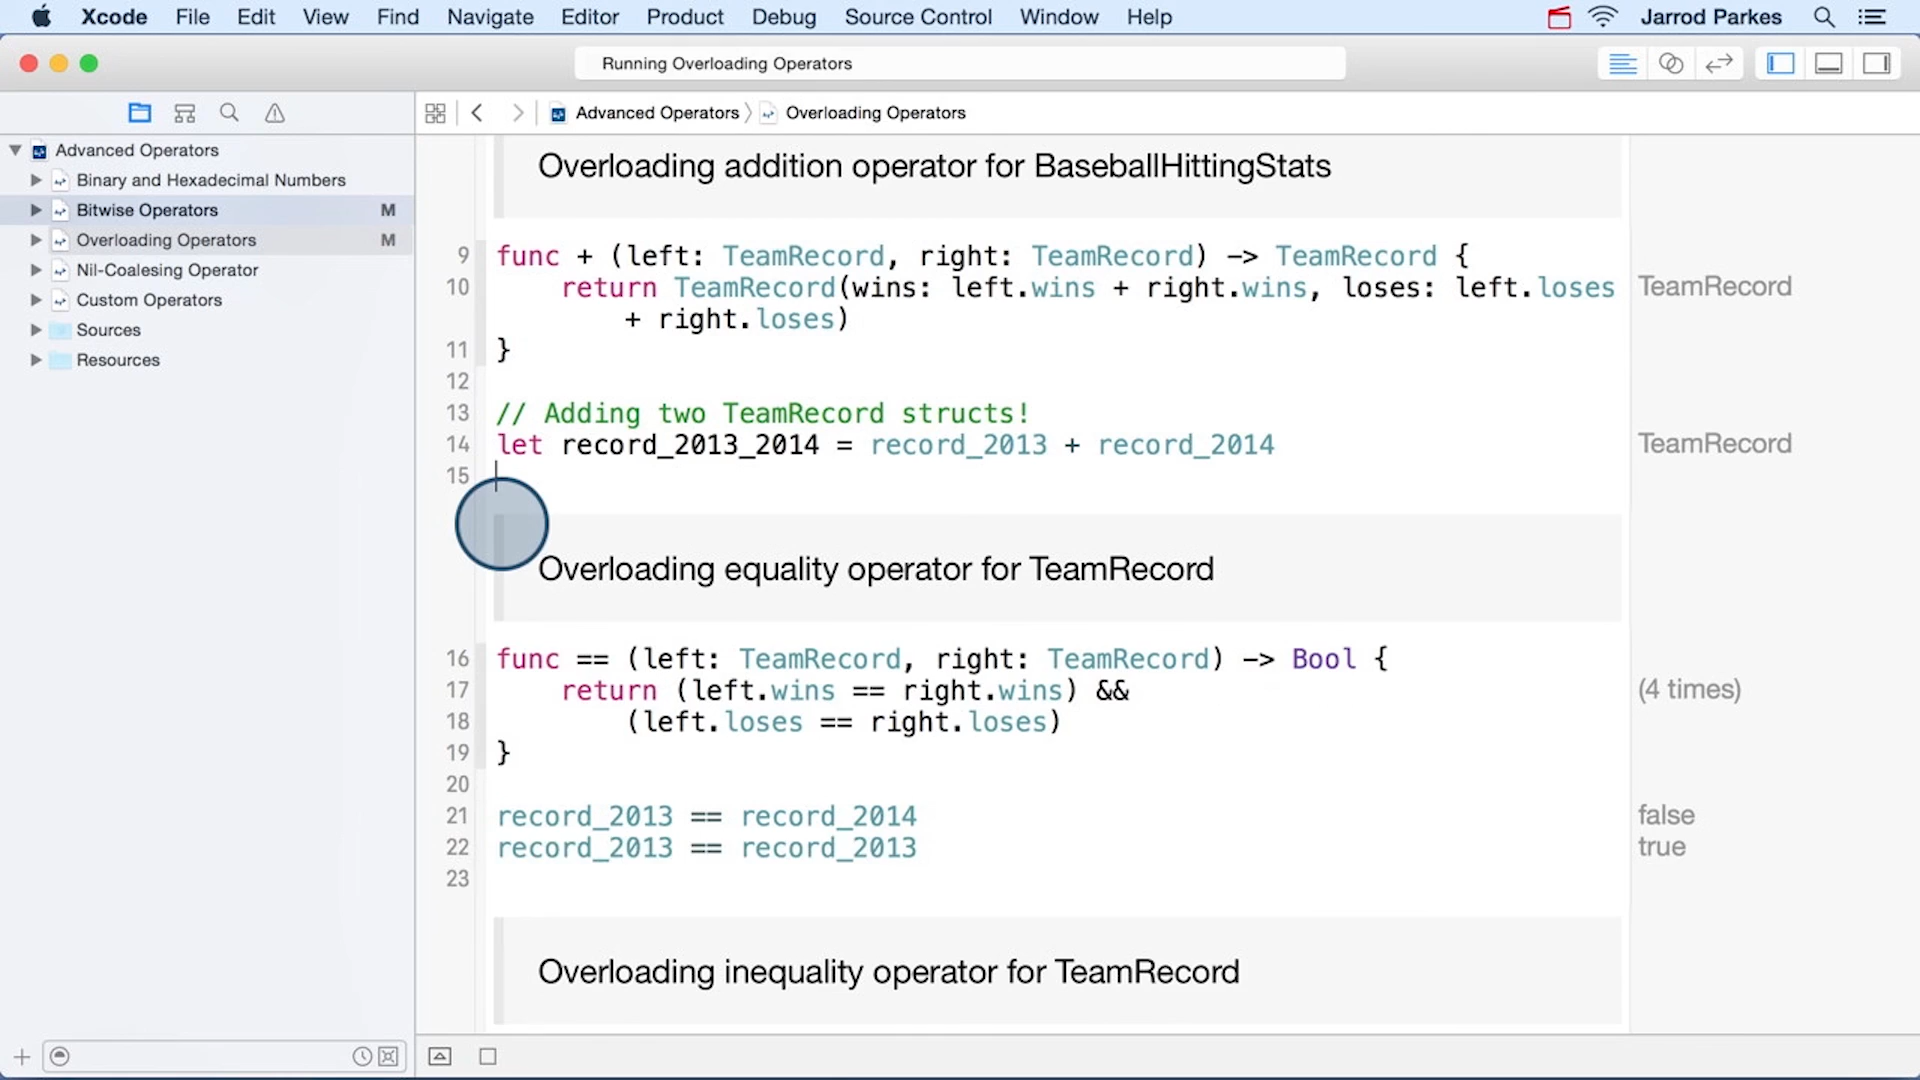 Xcode File Edit View Find Navigate Editor Product Debug Source Control Window Help Jarrod Parkes
Running Overloading Operators
Advanced Operators Overloading Operators
Advanced Operators
Binary and Hexadecimal Numbers
Bitwise Operators M
Overloading Operators M
Nil-Coalesing Operator
Custom Operators
Sources
Resources
Overloading addition operator for BaseballHittingStats
9 func + (left: TeamRecord, right: TeamRecord) -> TeamRecord {
10 return TeamRecord(wins: left.wins + right.wins, loses: left.loses TeamRecord
+ right.loses)
11 }
12
13 // Adding two TeamRecord structs!
14 let record_2013_2014 = record_2013 + record_2014 TeamRecord
15
Overloading equality operator for TeamRecord
16 func == (left: TeamRecord, right: TeamRecord) -> Bool {
17 return (left.wins == right.wins) && (4 times)
18 (left.loses == right.loses)
19 }
20
21 record_2013 == record_2014 false
22 record_2013 == record_2013 true
23
Overloading inequality operator for TeamRecord